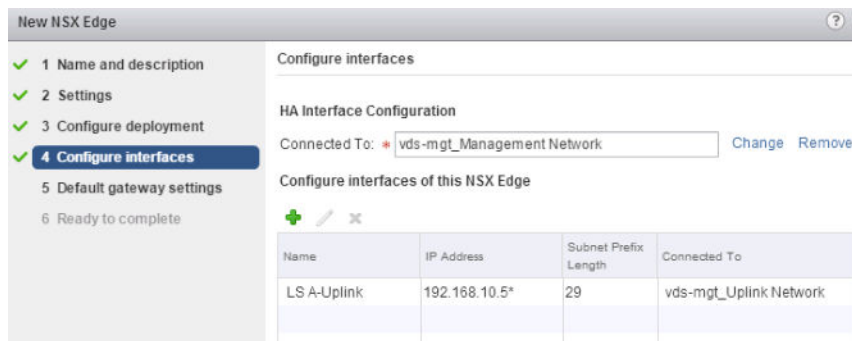 New NSX Edge
?
1 Name and description
2 Settings
3 Configure deployment
4 Configure interfaces
5 Default gateway settings
6 Ready to complete
Configure interfaces
HA Interface Configuration
Connected To: * vds-mgt_Management Network Change Remove
Configure interfaces of this NSX Edge
Name IP Address Subnet Prefix Length Connected To
LS A-Uplink 192.168.10.5* 29 vds-mgt_Uplink Network